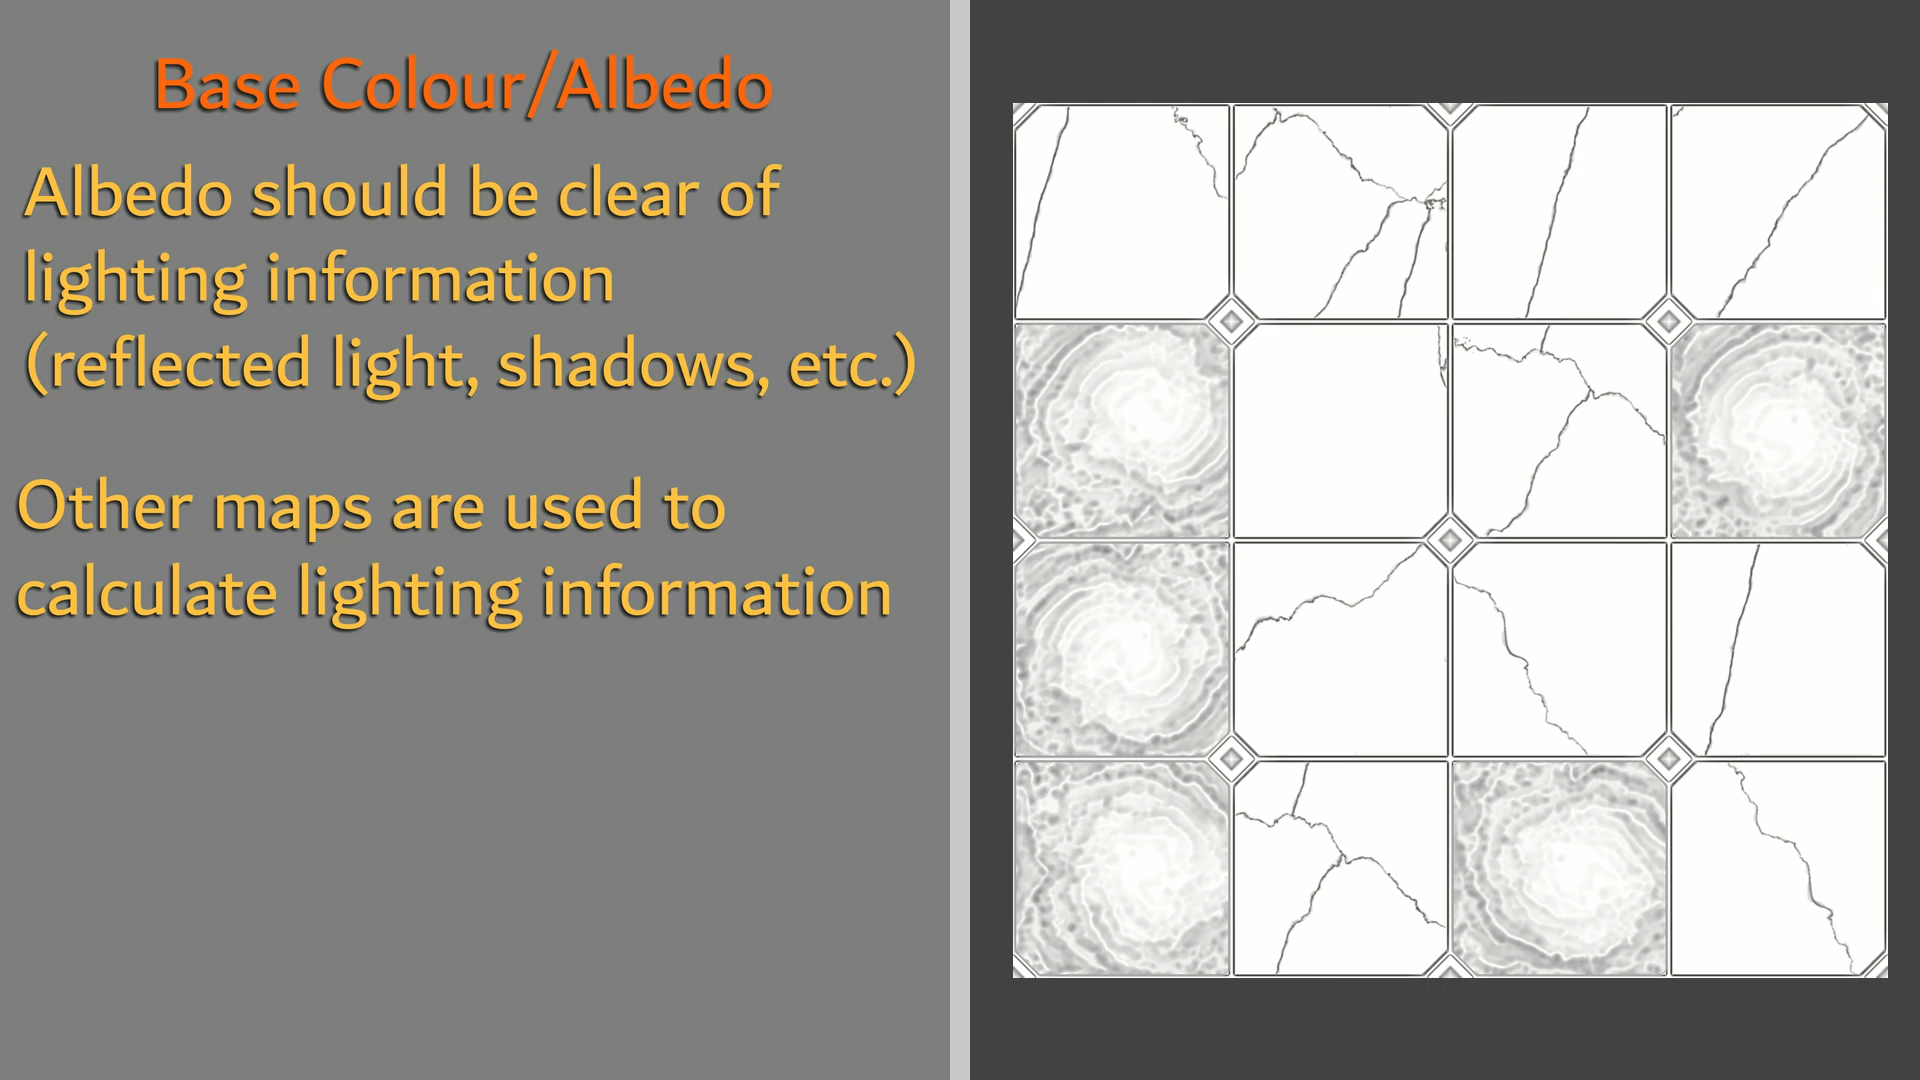 Base Colour/Albedo
Albedo should be clear of
lighting information
(reflected light, shadows, etc.)
Other maps are used to
calculate lighting information